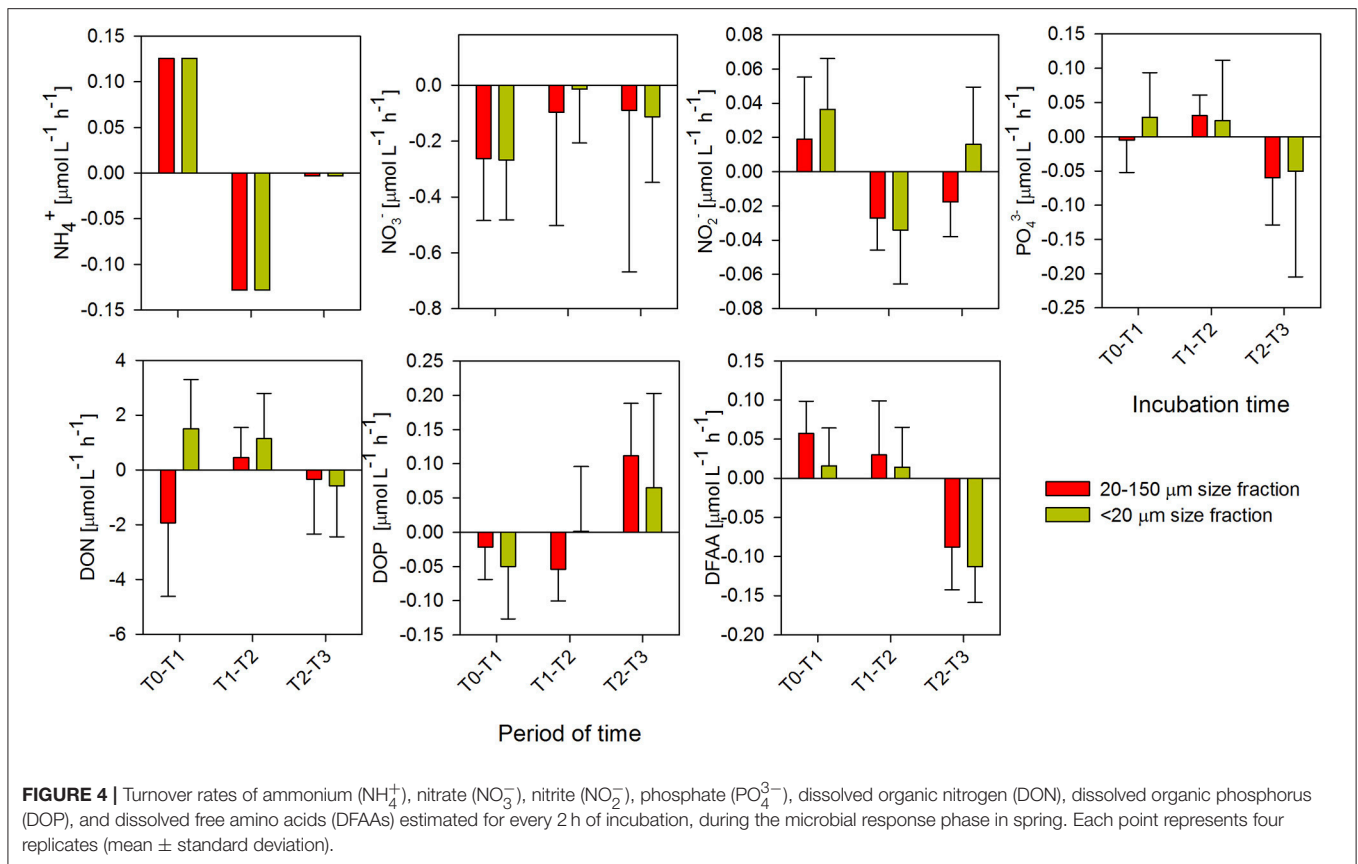 NH4+ [µmol L-1 h-1]
0.15
0.10
0.05
0.00
-0.05
-0.10
-0.15
NO3- [µmol L-1 h-1]
0.0
-0.2
-0.4
-0.6
-0.8
NO2- [µmol L-1 h-1]
0.08
0.06
0.04
0.02
0.00
-0.02
-0.04
-0.06
-0.08
PO43- [µmol L-1 h-1]
0.15
0.10
0.05
0.00
-0.05
-0.10
-0.15
-0.20
-0.25
T0-T1
T1-T2
T2-T3
Incubation time
DON [µmol L-1 h-1]
4
2
0
-2
-4
-6
T0-T1
T1-T2
T2-T3
DOP [µmol L-1 h-1]
0.25
0.20
0.15
0.10
0.05
0.00
-0.05
-0.10
-0.15
T0-T1
T1-T2
T2-T3
DFAA [µmol L-1 h-1]
0.15
0.10
0.05
0.00
-0.05
-0.10
-0.15
-0.20
T0-T1
T1-T2
T2-T3
20-150 µm size fraction
<20 µm size fraction
Period of time
FIGURE 4 | Turnover rates of ammonium (NH4+), nitrate (NO3−), nitrite (NO2−), phosphate (PO43−), dissolved organic nitrogen (DON), dissolved organic phosphorus
(DOP), and dissolved free amino acids (DFAAs) estimated for every 2 h of incubation, during the microbial response phase in spring. Each point represents four
replicates (mean ± standard deviation).